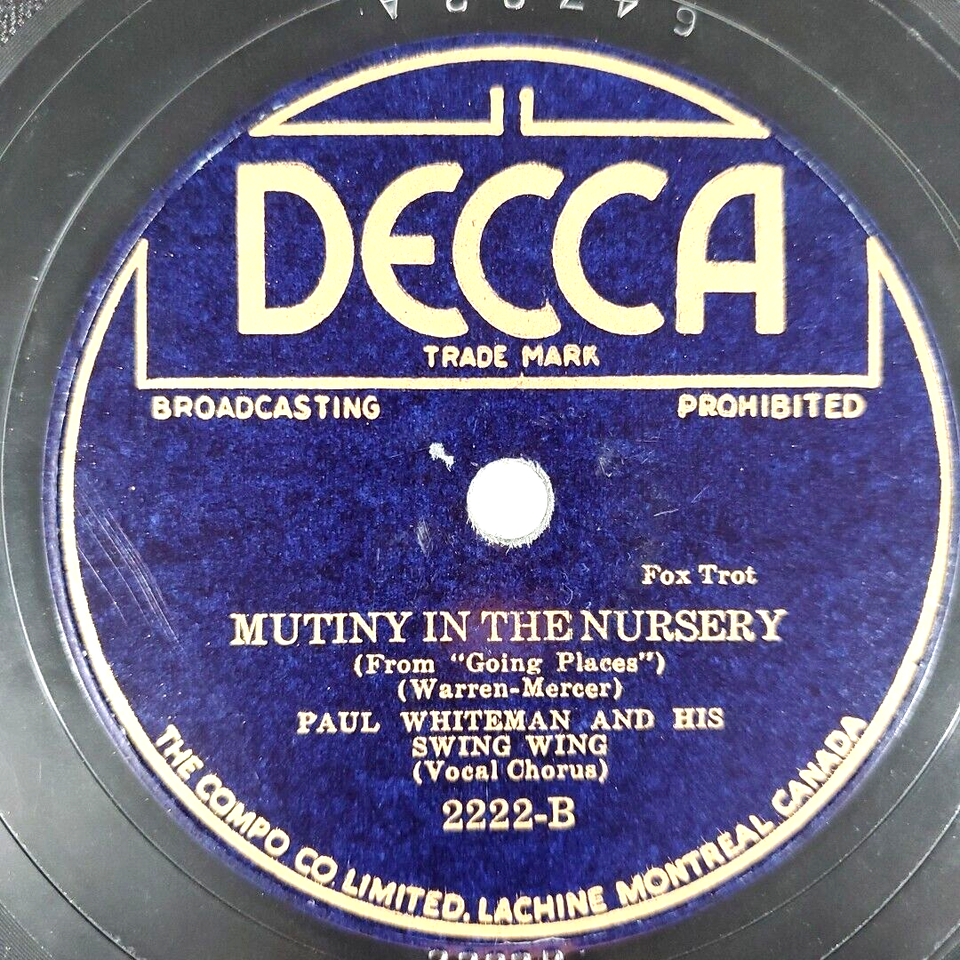 DECCA
TRADE MARK
BROADCASTING PROHIBITED
Fox Trot
MUTINY IN THE NURSERY
(From "Going Places")
(Warren-Mercer)
PAUL WHITEMAN AND HIS
SWING WING
(Vocal Chorus)
2222-B
THE COMPO CO. LIMITED, LACHINE MONTREAL CANADA